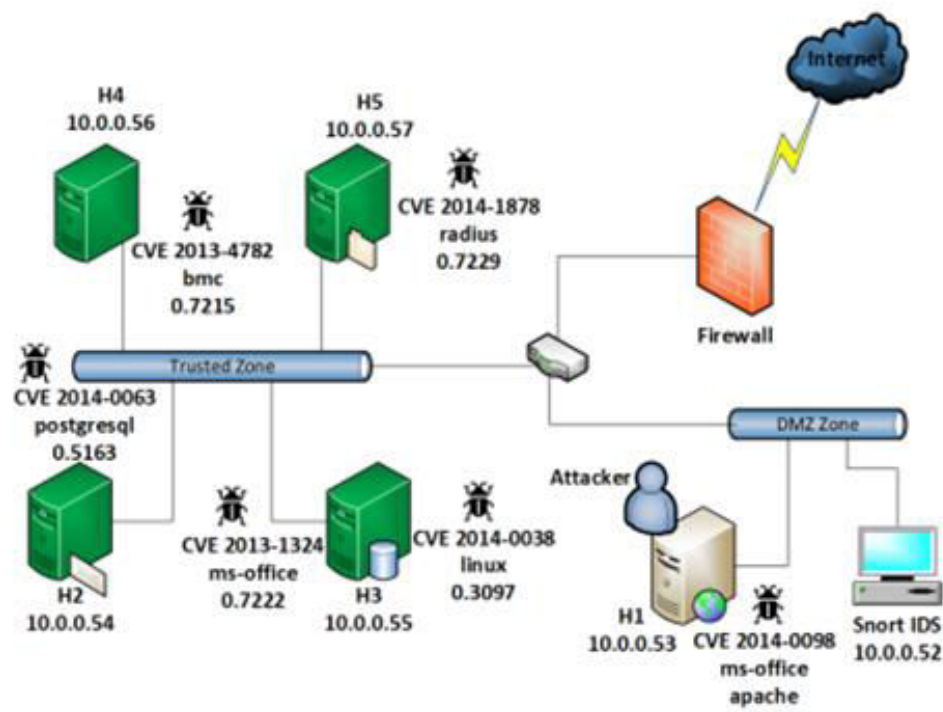 Internet
H4
10.0.0.56
H5
10.0.0.57
CVE 2014-1878
radius
0.7229
CVE 2013-4782
bmc
0.7215
Firewall
Trusted Zone
CVE 2014-0063
postgresql
0.5163
DMZ Zone
Attacker
CVE 2013-1324
ms-office
0.7222
CVE 2014-0038
linux
0.3097
H2
10.0.0.54
H3
10.0.0.55
H1
10.0.0.53
CVE 2014-0098
ms-office
apache
Snort IDS
10.0.0.52